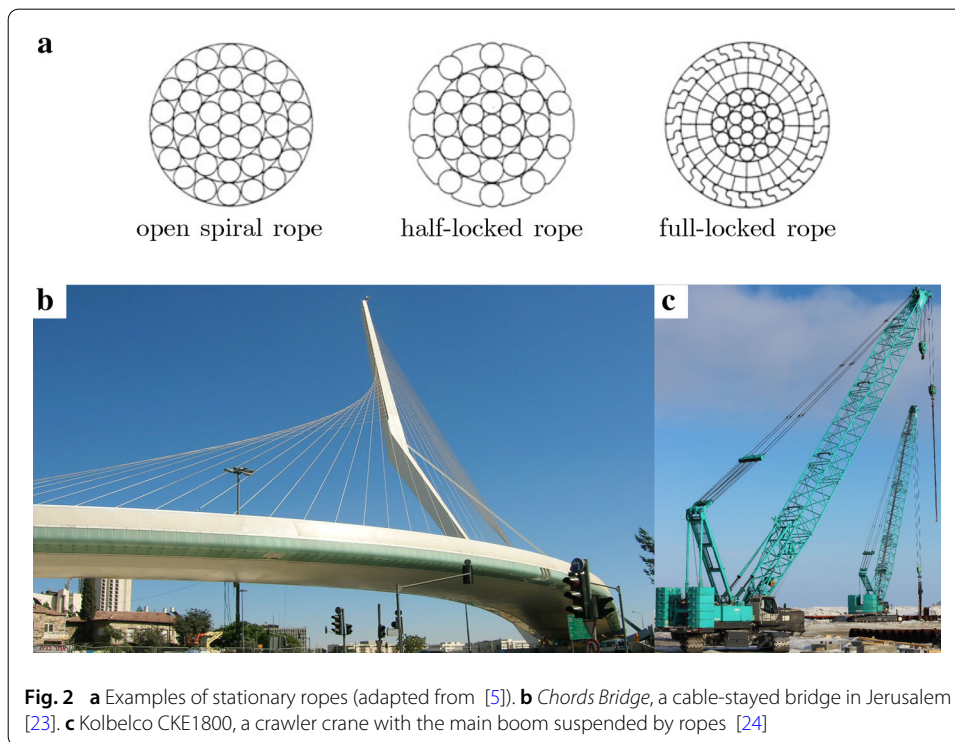 a
open spiral rope
half-locked rope
full-locked rope
b
c
Fig. 2 a Examples of stationary ropes (adapted from [5]). b Chords Bridge, a cable-stayed bridge in Jerusalem
[23]. c Kolbelco CKE1800, a crawler crane with the main boom suspended by ropes [24]